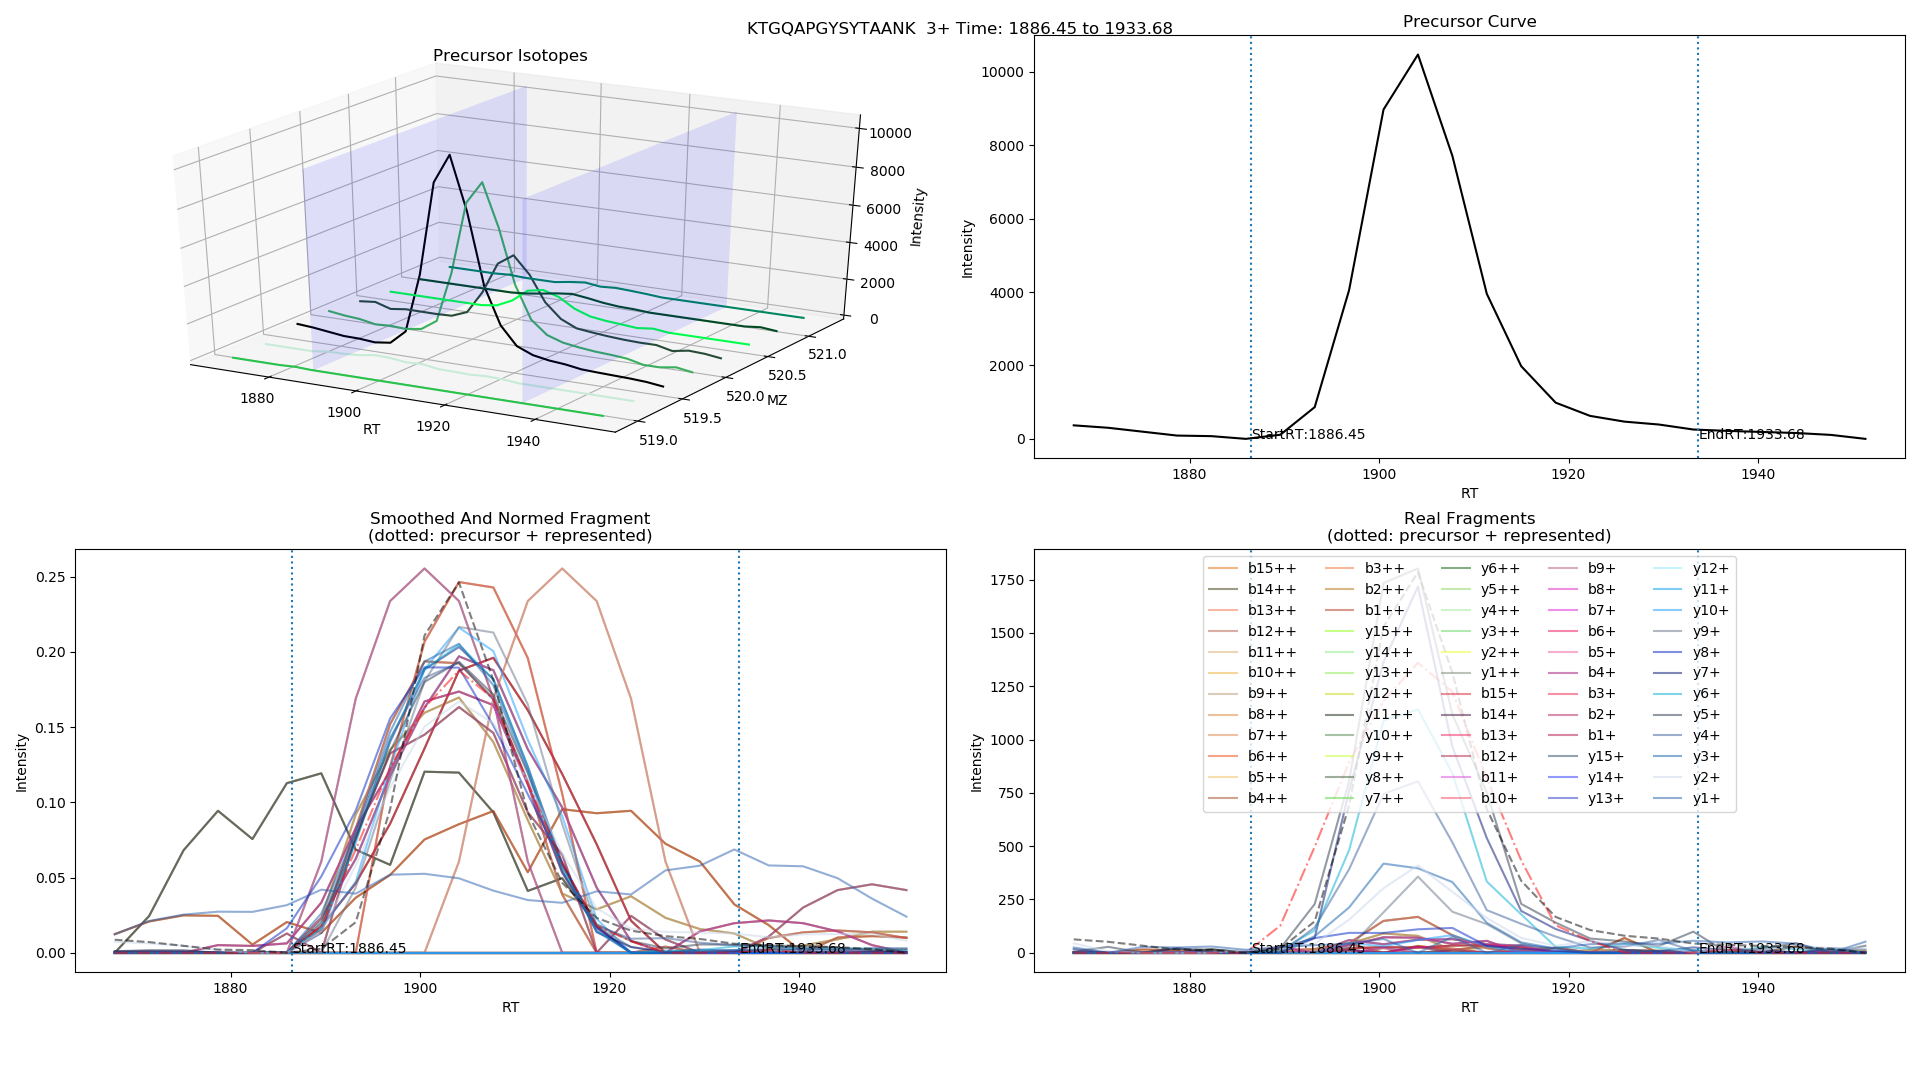 KTGQAPGYSYTAANK  3+ Time: 1886.45 to 1933.68
Precursor Isotopes
10000
8000
6000
4000
2000
0
Intensity
1880
1900
1920
1940
RT
519.0
519.5
520.0
520.5
521.0
MZ
Precursor Curve
10000
8000
6000
4000
2000
0
Intensity
StartRT:1886.45
EndRT:1933.68
1880
1900
1920
1940
RT
Smoothed And Normed Fragment
(dotted: precursor + represented)
0.25
0.20
0.15
0.10
0.05
0.00
Intensity
StartRT:1886.45
EndRT:1933.68
1880
1900
1920
1940
RT
Real Fragments
(dotted: precursor + represented)
1750
1500
1250
1000
750
500
250
0
Intensity
b15++
b14++
b13++
b12++
b11++
b10++
b9++
b8++
b7++
b6++
b5++
b4++
b3++
b2++
b1++
y15++
y14++
y13++
y12++
y11++
y10++
y9++
y8++
y7++
y6++
y5++
y4++
y3++
y2++
y1++
b15+
b14+
b13+
b12+
b11+
b10+
b9+
b8+
b7+
b6+
b5+
b4+
b3+
b2+
b1+
y15+
y14+
y13+
y12+
y11+
y10+
y9+
y8+
y7+
y6+
y5+
y4+
y3+
y2+
y1+
StartRT:1886.45
EndRT:1933.68
1880
1900
1920
1940
RT